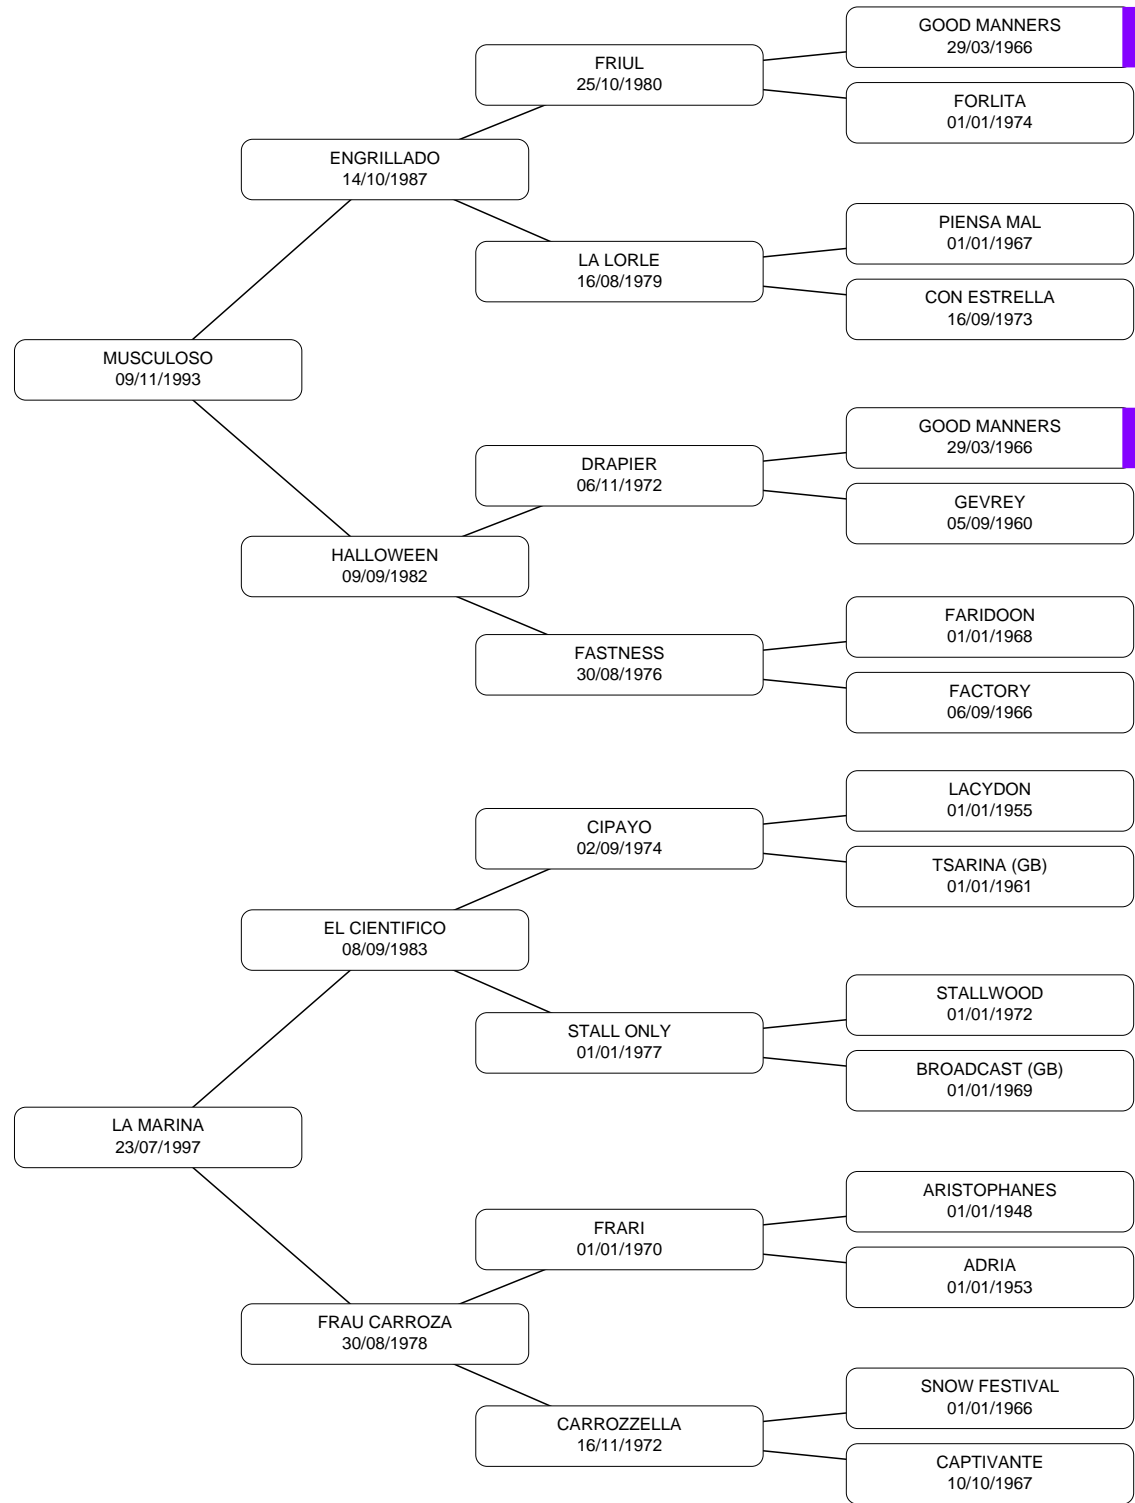 GOOD MANNERS
29/03/1966
FRIUL
25/10/1980
FORLITA
01/01/1974
ENGRILLADO
14/10/1987
PIENSA MAL
01/01/1967
LA LORLE
16/08/1979
CON ESTRELLA
16/09/1973
MUSCULOSO
09/11/1993
GOOD MANNERS
29/03/1966
DRAPIER
06/11/1972
GEVREY
05/09/1960
HALLOWEEN
09/09/1982
FARIDOON
01/01/1968
FASTNESS
30/08/1976
FACTORY
06/09/1966
LACYDON
01/01/1955
CIPAYO
02/09/1974
TSARINA (GB)
01/01/1961
EL CIENTIFICO
08/09/1983
STALLWOOD
01/01/1972
STALL ONLY
01/01/1977
BROADCAST (GB)
01/01/1969
LA MARINA
23/07/1997
ARISTOPHANES
01/01/1948
FRARI
01/01/1970
ADRIA
01/01/1953
FRAU CARROZA
30/08/1978
SNOW FESTIVAL
01/01/1966
CARROZZELLA
16/11/1972
CAPTIVANTE
10/10/1967